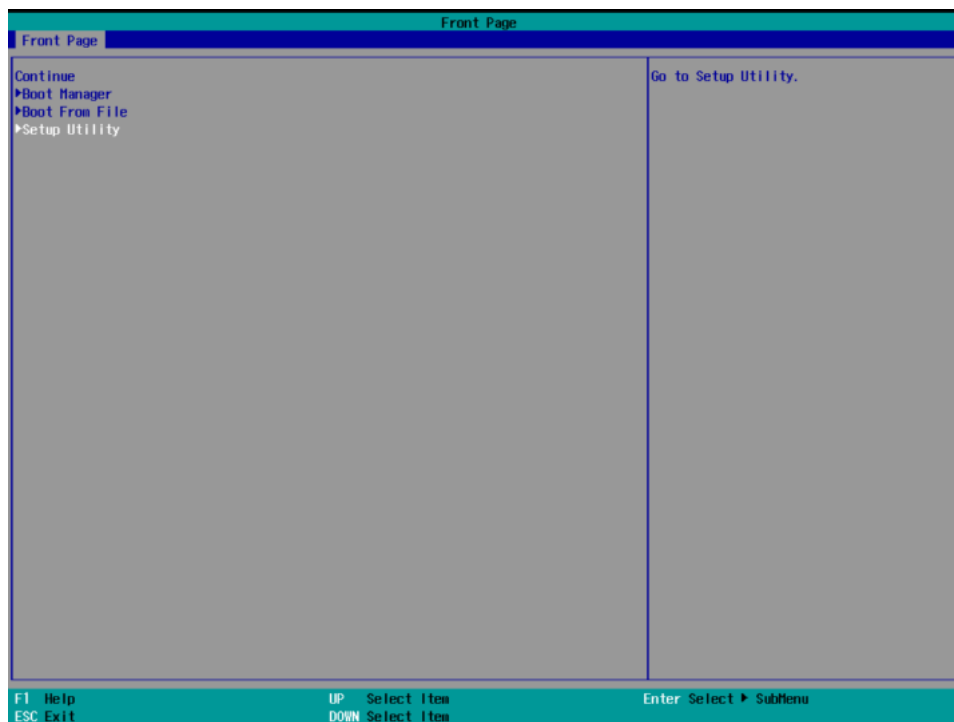 Front Page
Front Page
Continue
▶Boot Manager
▶Boot From File
▶Setup Utility
Go to Setup Utility.
F1 Help
ESC Exit
UP Select Item
DOWN Select Item
Enter Select ▶ SubMenu